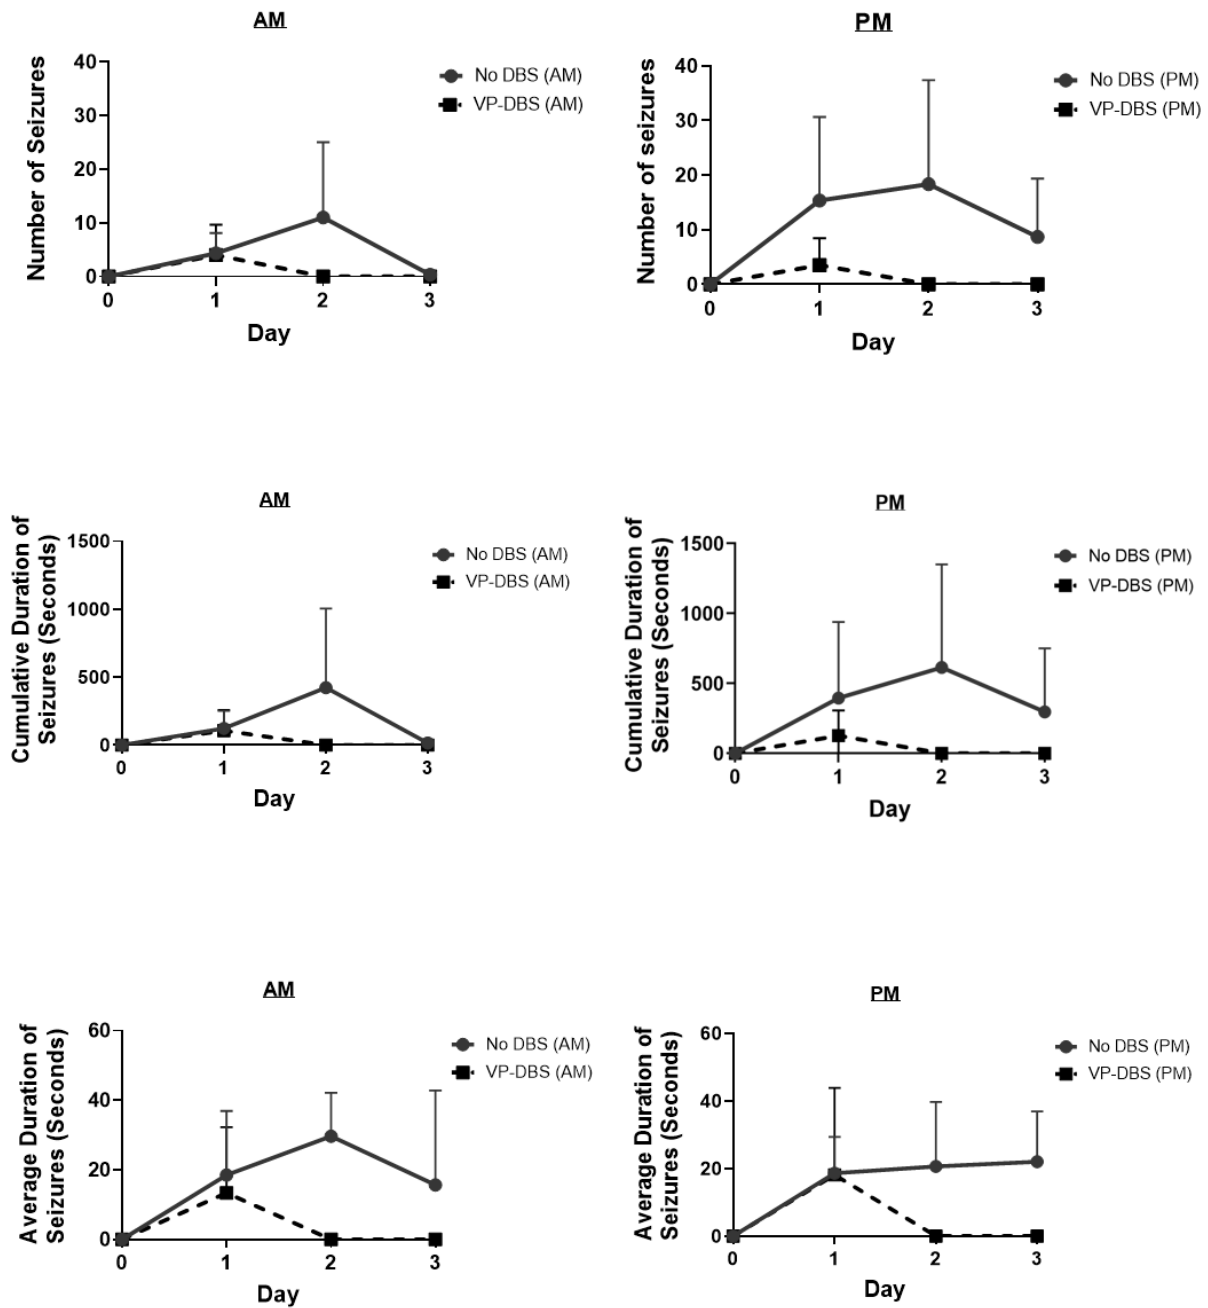 AM
Number of Seizures
40
30
20
10
0
0 1 2 3
Day
No DBS (AM)
VP-DBS (AM)
PM
Number of seizures
40
30
20
10
0
0 1 2 3
Day
No DBS (PM)
VP-DBS (PM)
AM
Cumulative Duration of
Seizures (Seconds)
1500
1000
500
0
0 1 2 3
Day
No DBS (AM)
VP-DBS (AM)
PM
Cumulative Duration of
Seizures (Seconds)
1500
1000
500
0
0 1 2 3
Day
No DBS (PM)
VP-DBS (PM)
AM
Average Duration of
Seizures (Seconds)
60
40
20
0
0 1 2 3
Day
No DBS (AM)
VP-DBS (AM)
PM
Average Duration of
Seizures (Seconds)
60
40
20
0
0 1 2 3
Day
No DBS (PM)
VP-DBS (PM)